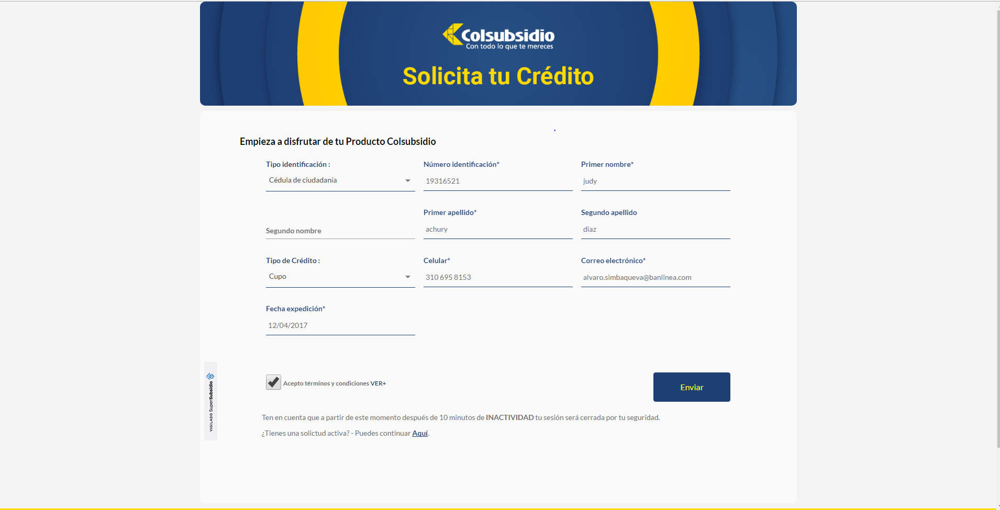 Colsubsidio
Con todo lo que te mereces
Solicita tu Crédito
Empieza a disfrutar de tu Producto Colsubsidio
Tipo identificación :
Cédula de ciudadanía
Número identificación*
19316521
Primer nombre*
judy
Segundo nombre
Primer apellido*
achury
Segundo apellido
diaz
Tipo de Crédito :
Cupo
Celular*
310 695 8153
Correo electrónico*
alvaro.simbaqueva@banlinea.com
Fecha expedición*
12/04/2017
VIGILADO SuperSubsidio
Acepto términos y condiciones VER+
Enviar
Ten en cuenta que a partir de este momento después de 10 minutos de INACTIVIDAD tu sesión será cerrada por tu seguridad.
¿Tienes una solictud activa? - Puedes continuar Aquí.